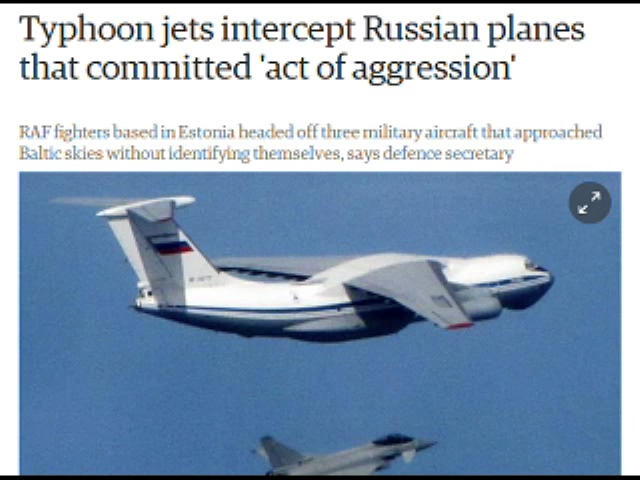 Typhoon jets intercept Russian planes
that committed 'act of aggression'
RAF fighters based in Estonia headed off three military aircraft that approached
Baltic skies without identifying themselves, says defence secretary